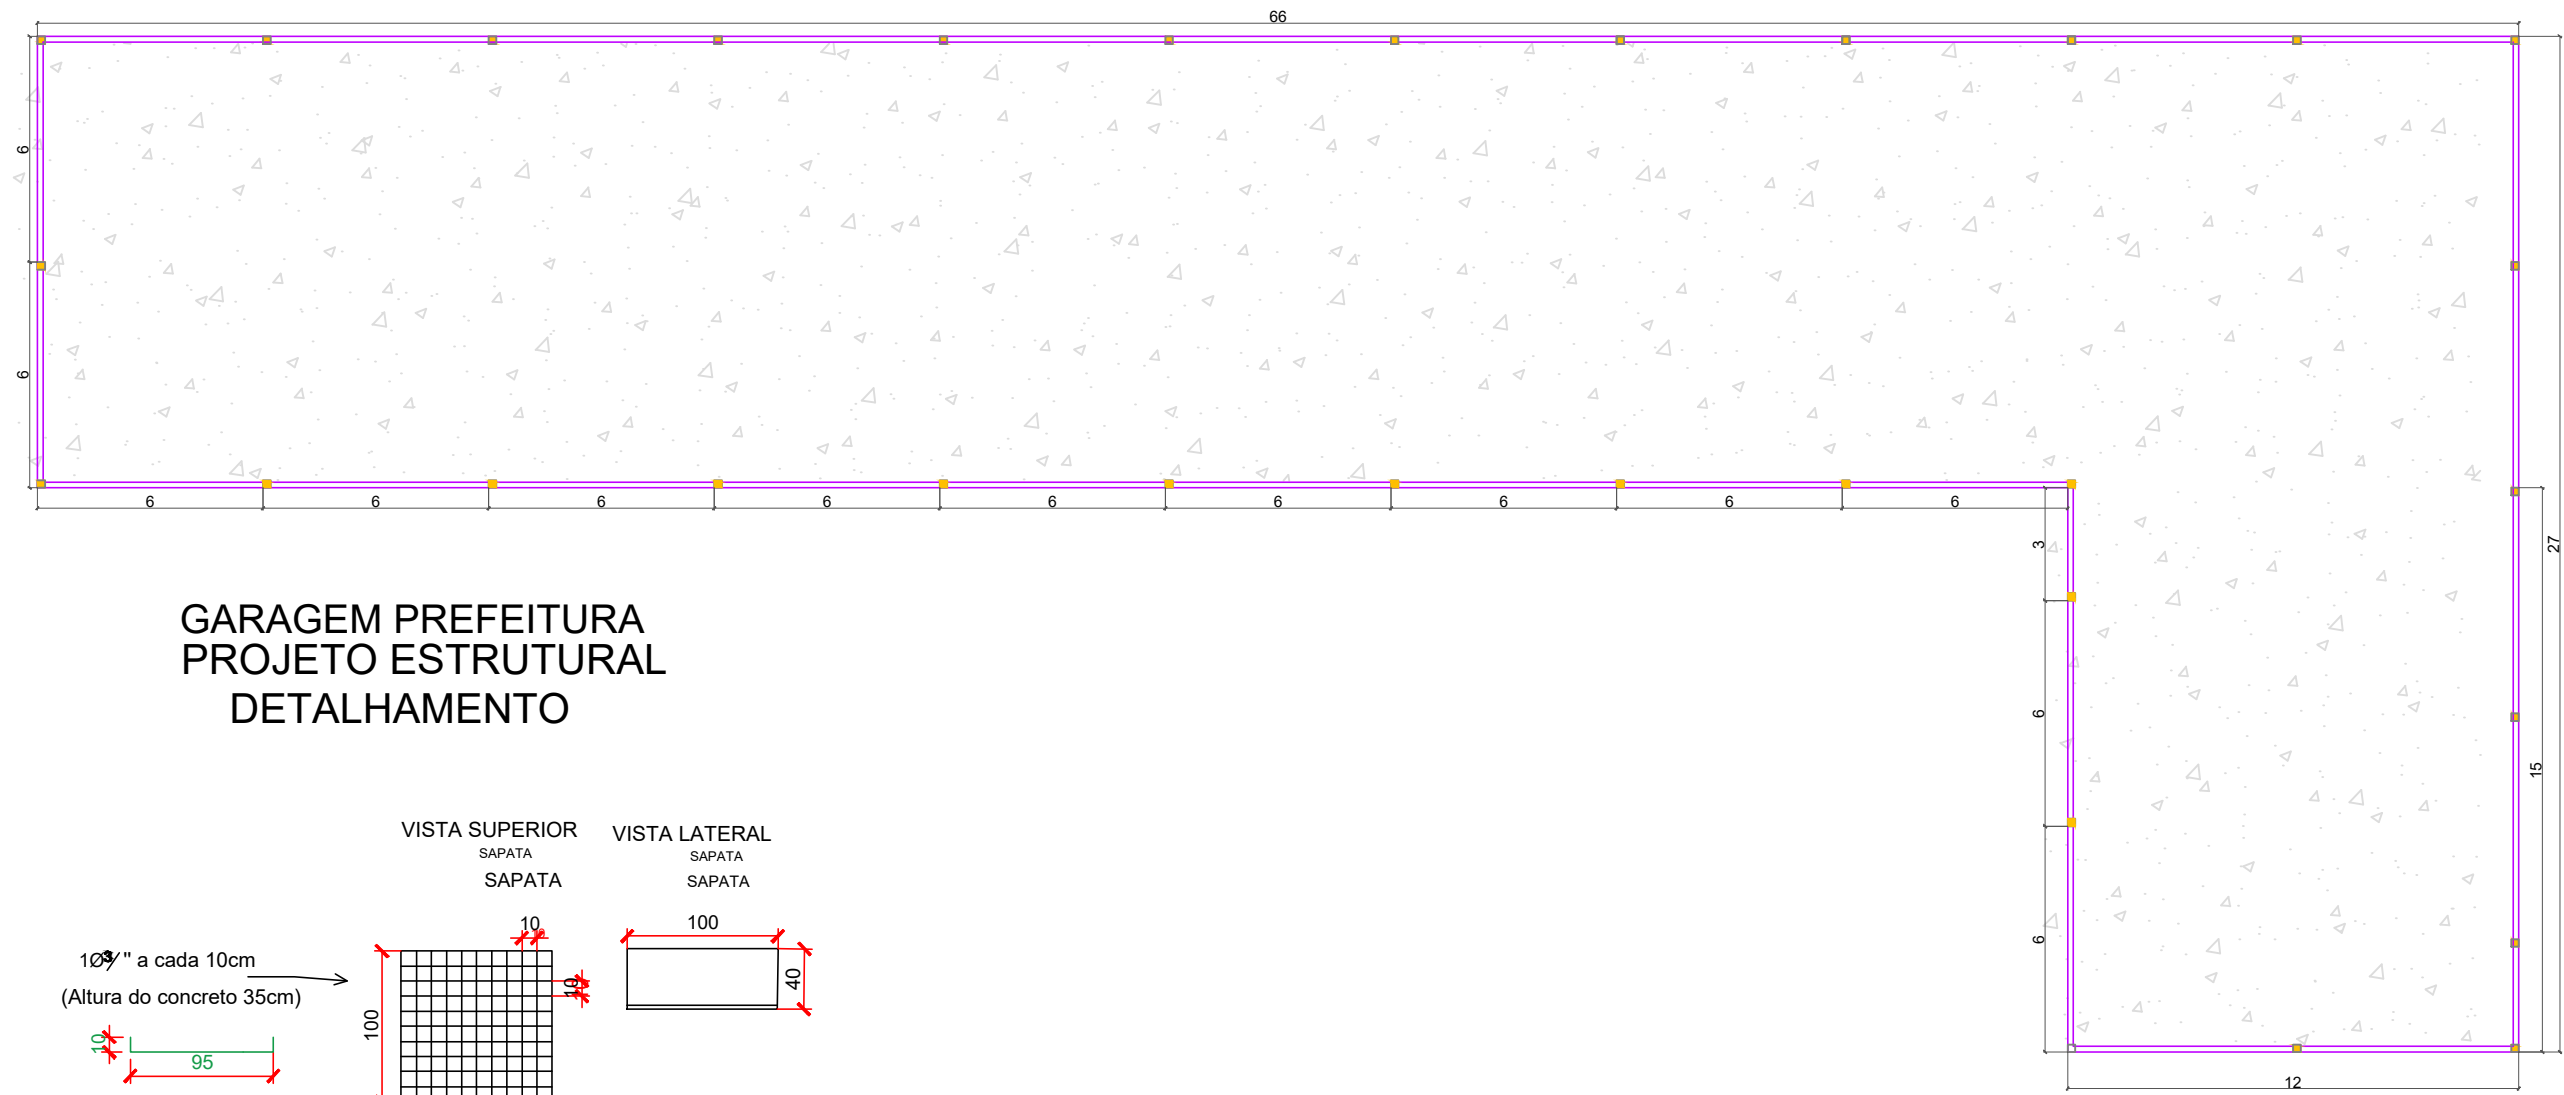 66
6
6
6
6
6
6
6
6
6
6
6
3
6
6
27
15
12
GARAGEM PREFEITURA
PROJETO ESTRUTURAL
DETALHAMENTO
VISTA SUPERIOR
SAPATA
SAPATA
VISTA LATERAL
SAPATA
SAPATA
10
10
100
100
40
" a cada 10cm
(Altura do concreto 35cm)
10
95